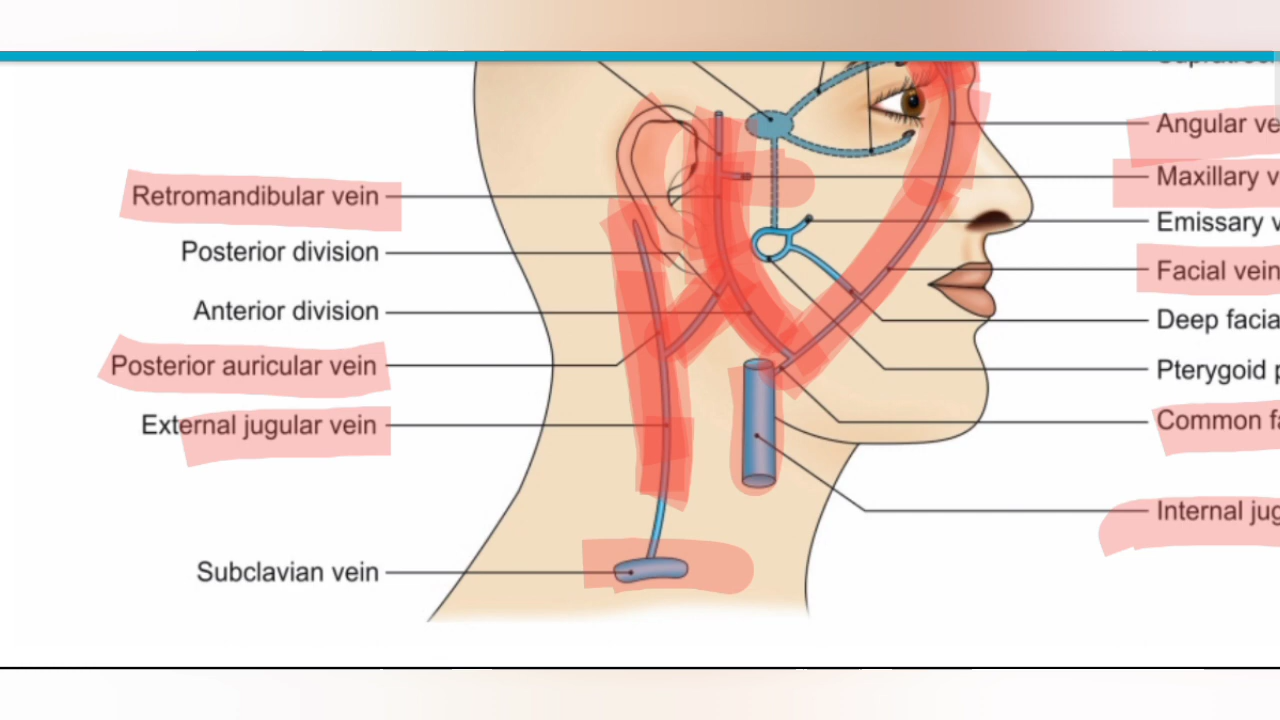 Retromandibular vein
Posterior division
Anterior division
Posterior auricular vein
External jugular vein
Subclavian vein
Angular ve
Maxillary v
Emissary v
Facial vein
Deep facia
Pterygoid p
Common fa
Internal jug